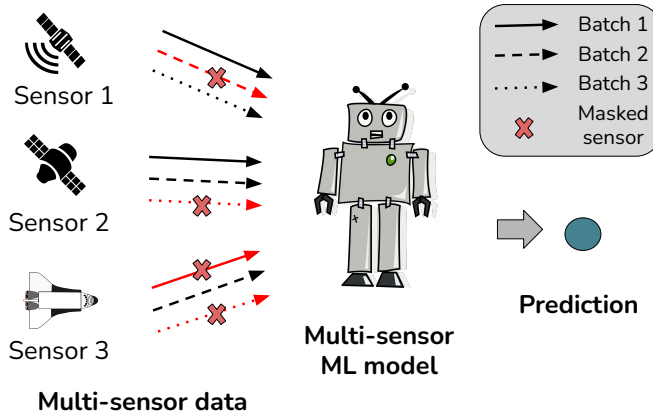 Sensor 1
Sensor 2
Sensor 3
Multi-sensor data
Multi-sensor
ML model
Batch 1
Batch 2
Batch 3
Masked
sensor
Prediction